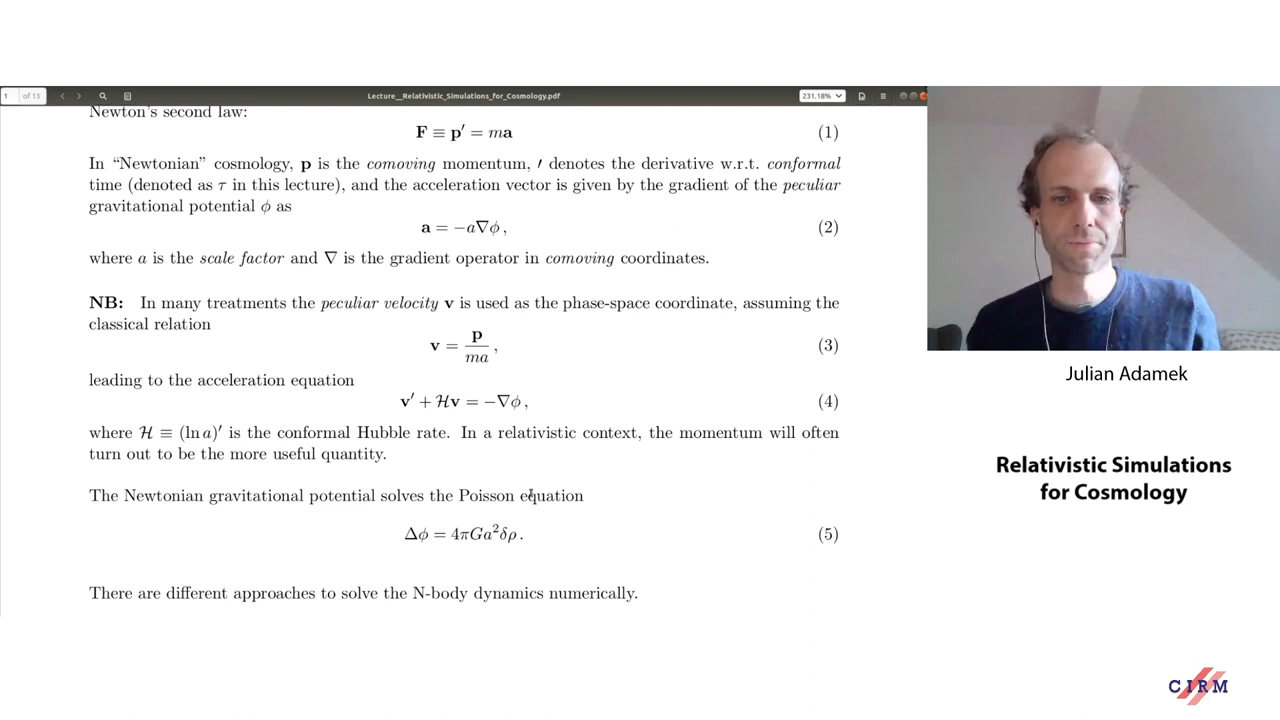 1 of 13
Lecture__Relativistic_Simulations_for_Cosmology.pdf
231.18%
Newton's second law:
F ≡ p′ = ma (1)
In “Newtonian” cosmology, p is the comoving momentum, ′ denotes the derivative w.r.t. conformal
time (denoted as τ in this lecture), and the acceleration vector is given by the gradient of the peculiar
gravitational potential ϕ as
a = −a∇ϕ , (2)
where a is the scale factor and ∇ is the gradient operator in comoving coordinates.
NB: In many treatments the peculiar velocity v is used as the phase-space coordinate, assuming the
classical relation
v = p/ma , (3)
leading to the acceleration equation
v′ + ℋv = −∇ϕ , (4)
where ℋ ≡ (ln a)′ is the conformal Hubble rate. In a relativistic context, the momentum will often
turn out to be the more useful quantity.
The Newtonian gravitational potential solves the Poisson equation
Δϕ = 4πGa²δρ . (5)
There are different approaches to solve the N-body dynamics numerically.
Julian Adamek
Relativistic Simulations
for Cosmology
CIRM